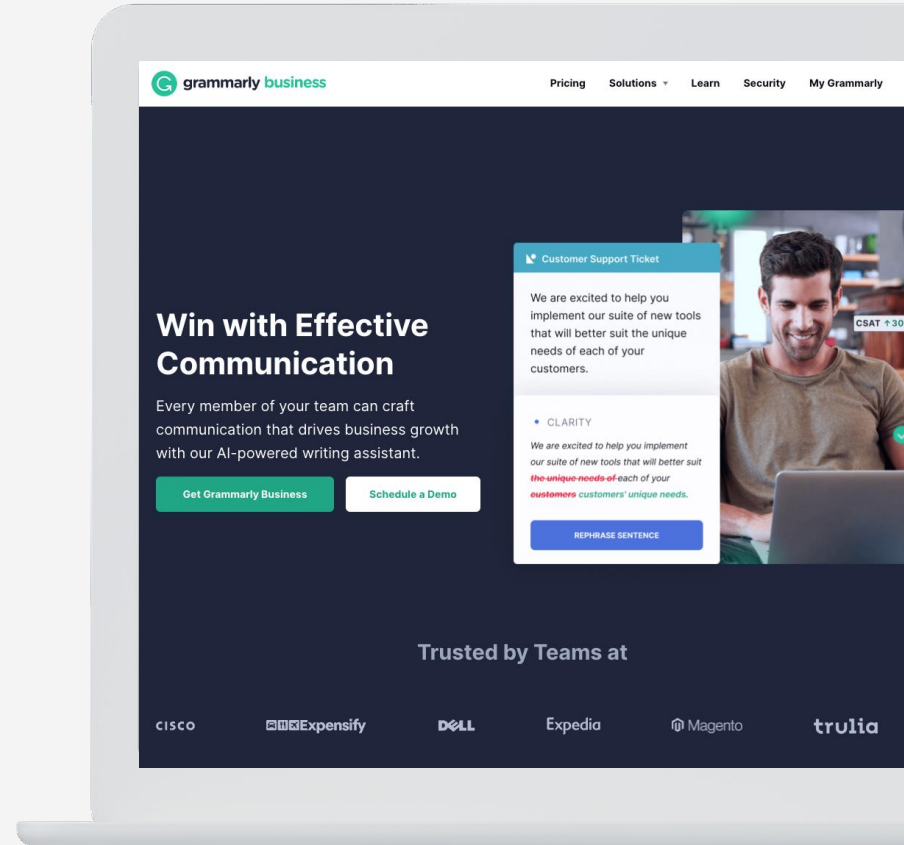 grammarly business
Pricing Solutions Learn Security My Grammarly
Win with Effective
Communication
Every member of your team can craft
communication that drives business growth
with our AI-powered writing assistant.
Get Grammarly Business Schedule a Demo
Customer Support Ticket
We are excited to help you
implement our suite of new tools
that will better suit the unique
needs of each of your
customers.
CLARITY
We are excited to help you implement
our suite of new tools that will better suit
the unique needs of each of your
customers customers' unique needs.
REPHRASE SENTENCE
CSAT ↑30
Trusted by Teams at
CISCO Expensify DELL Expedia Magento trulia